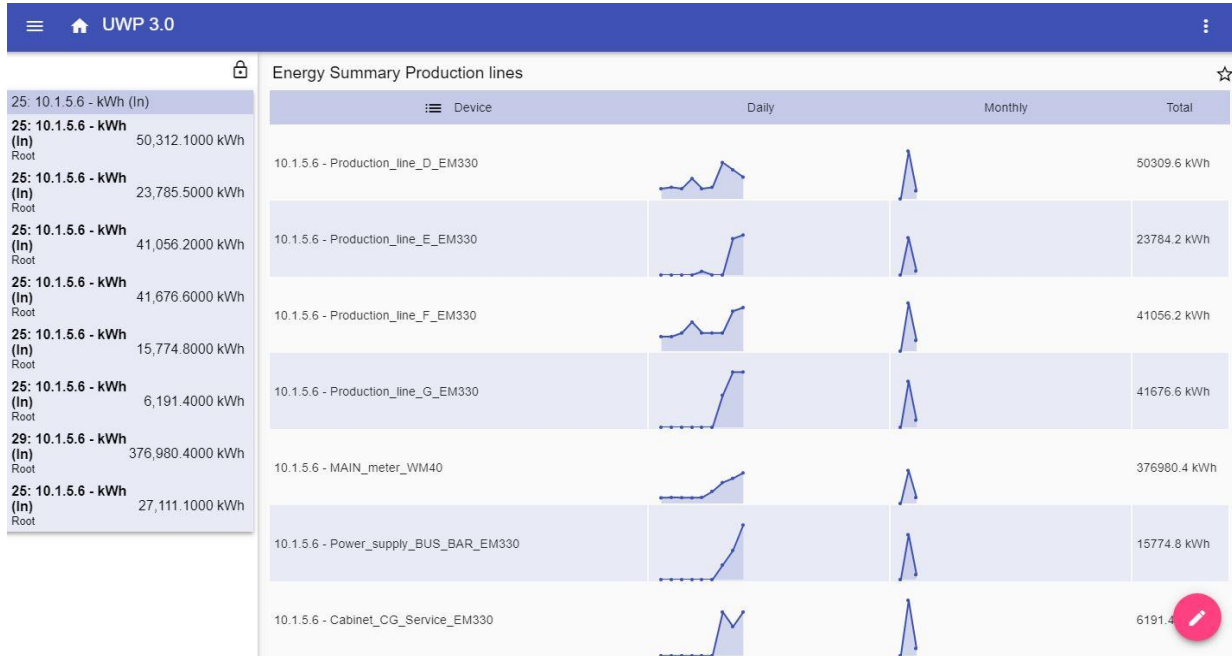 UWP 3.0
25: 10.1.5.6 - kWh (In)
25: 10.1.5.6 - kWh (In) 50,312.1000 kWh
Root
25: 10.1.5.6 - kWh (In) 23,785.5000 kWh
Root
25: 10.1.5.6 - kWh (In) 41,056.2000 kWh
Root
25: 10.1.5.6 - kWh (In) 41,676.6000 kWh
Root
25: 10.1.5.6 - kWh (In) 15,774.8000 kWh
Root
25: 10.1.5.6 - kWh (In) 6,191.4000 kWh
Root
29: 10.1.5.6 - kWh (In) 376,980.4000 kWh
Root
25: 10.1.5.6 - kWh (In) 27,111.1000 kWh
Root
Energy Summary Production lines
Device Daily Monthly Total
10.1.5.6 - Production_line_D_EM330 50309.6 kWh
10.1.5.6 - Production_line_E_EM330 23784.2 kWh
10.1.5.6 - Production_line_F_EM330 41056.2 kWh
10.1.5.6 - Production_line_G_EM330 41676.6 kWh
10.1.5.6 - MAIN_meter_WM40 376980.4 kWh
10.1.5.6 - Power_supply_BUS_BAR_EM330 15774.8 kWh
10.1.5.6 - Cabinet_CG_Service_EM330 6191.4